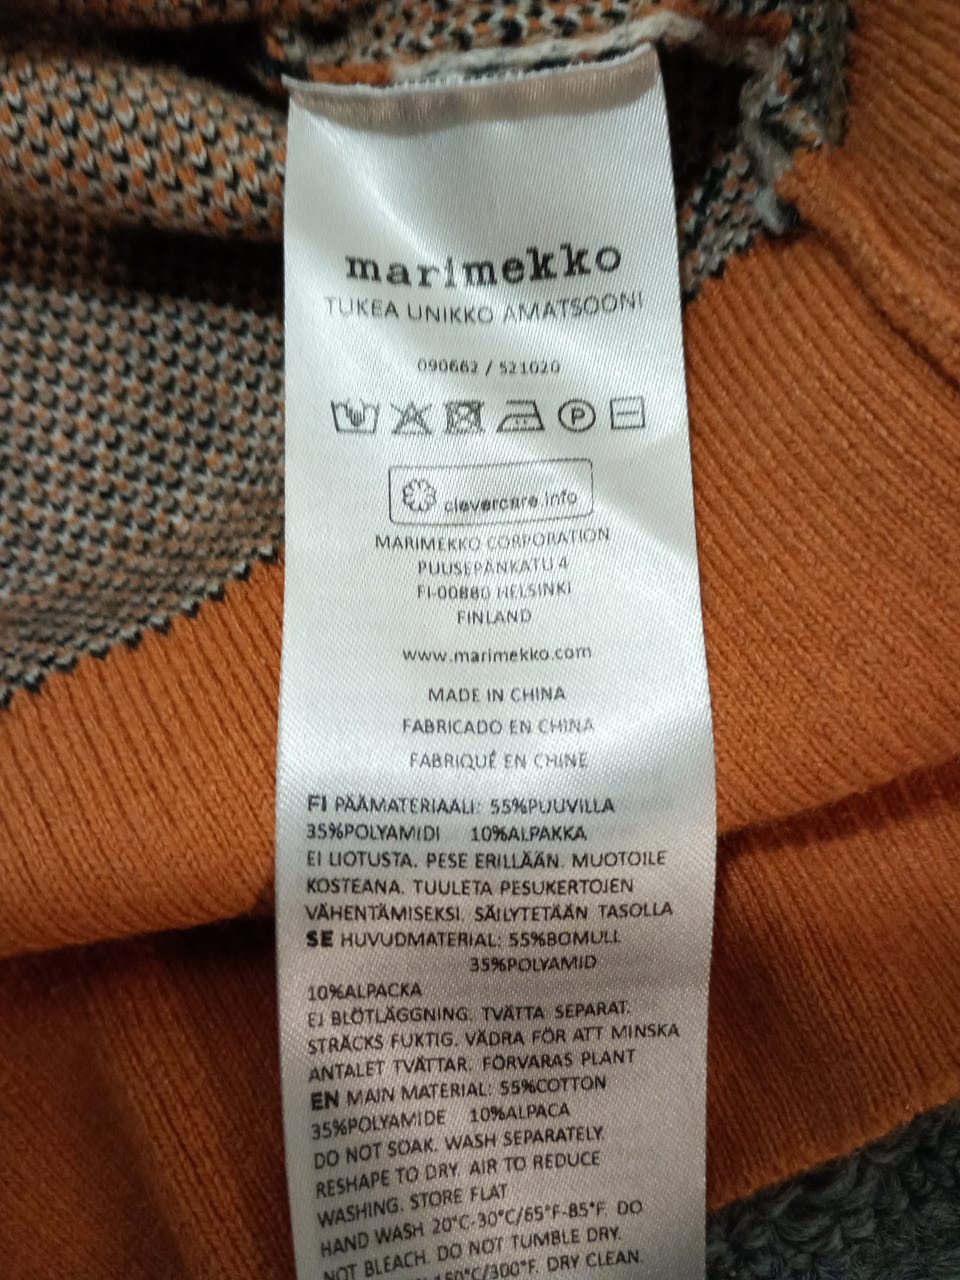 marimekko
TUKEA UNIKKO AMATSOONI
090662 / 521020
P
clevercare.info
MARIMEKKO CORPORATION
PUUSEPÄNKATU 4
FI-00880 HELSINKI
FINLAND
www.marimekko.com
MADE IN CHINA
FABRICADO EN CHINA
FABRIQUÉ EN CHINE
FI PÄÄMATERIAALI: 55%PUUVILLA
35%POLYAMIDI 10%ALPAKKA
EI LIOTUSTA. PESE ERILLÄÄN. MUOTOILE
KOSTEANA. TUULETA PESUKERTOJEN
VÄHENTÄMISEKSI. SÄILYTETÄÄN TASOLLA
SE HUVUDMATERIAL: 55%BOMULL
35%POLYAMID
10%ALPACKA
EJ BLÖTLÄGGNING. TVÄTTA SEPARAT.
STRÄCKS FUKTIG. VÄDRA FÖR ATT MINSKA
ANTALET TVÄTTAR. FÖRVARAS PLANT
EN MAIN MATERIAL: 55%COTTON
35%POLYAMIDE 10%ALPACA
DO NOT SOAK. WASH SEPARATELY.
RESHAPE TO DRY. AIR TO REDUCE
WASHING. STORE FLAT
HAND WASH 20°C-30°C/65°F-85°F. DO
NOT BLEACH. DO NOT TUMBLE DRY.
150°C/300°F. DRY CLEAN.